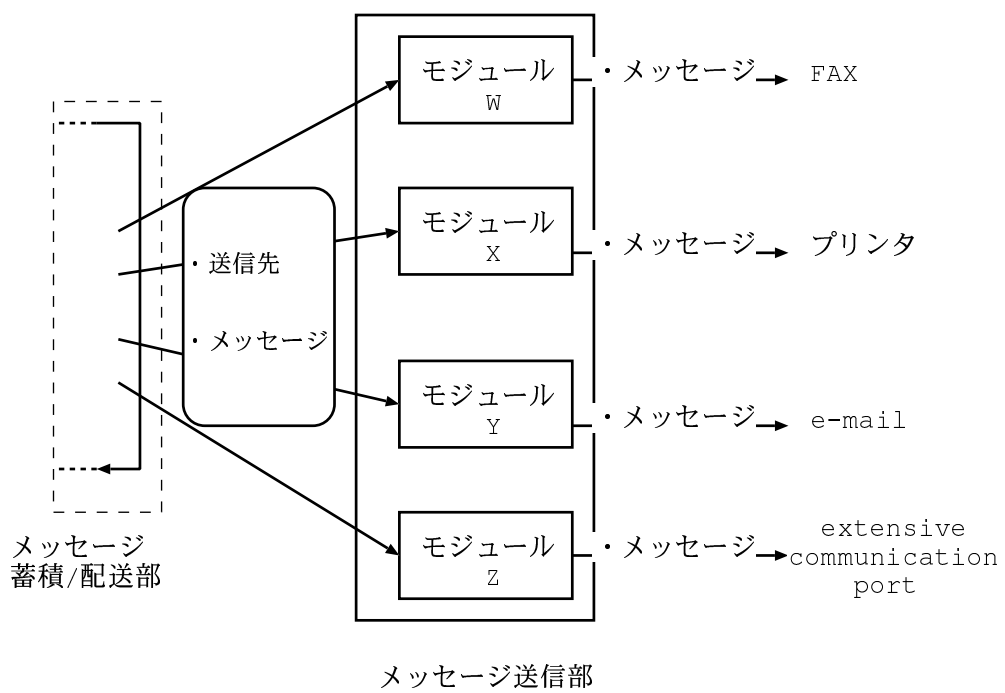 モジュール
W
・メッセージ
FAX
・送信先
・メッセージ
モジュール
X
・メッセージ
プリンタ
モジュール
Y
・メッセージ
e-mail
モジュール
Z
・メッセージ
extensive
communication
port
メッセージ
蓄積/配送部
メッセージ送信部